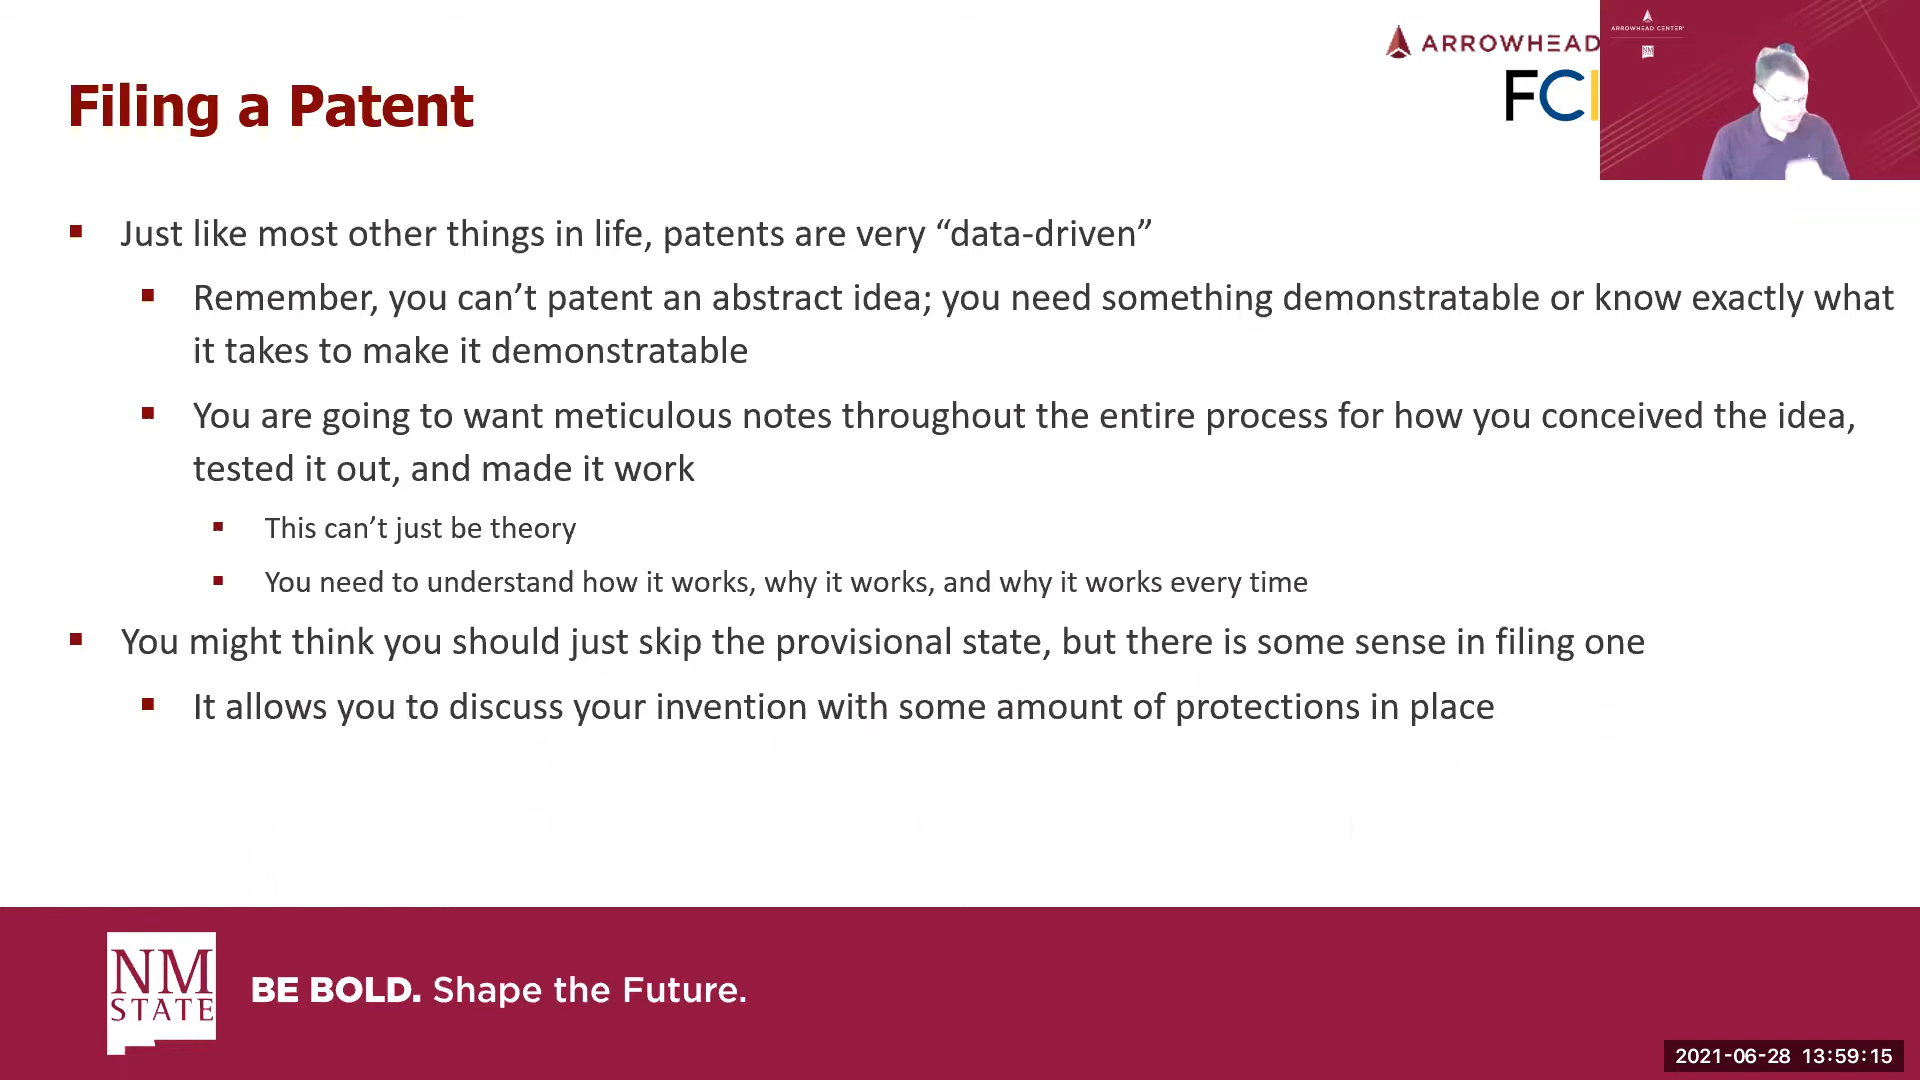 ARROWHEAD
FCI
ARROWHEAD CENTER
NM
Filing a Patent
Just like most other things in life, patents are very “data-driven”
Remember, you can’t patent an abstract idea; you need something demonstratable or know exactly what
it takes to make it demonstratable
You are going to want meticulous notes throughout the entire process for how you conceived the idea,
tested it out, and made it work
This can’t just be theory
You need to understand how it works, why it works, and why it works every time
You might think you should just skip the provisional state, but there is some sense in filing one
It allows you to discuss your invention with some amount of protections in place
NM
STATE
BE BOLD. Shape the Future.
2021-06-28 13:59:15